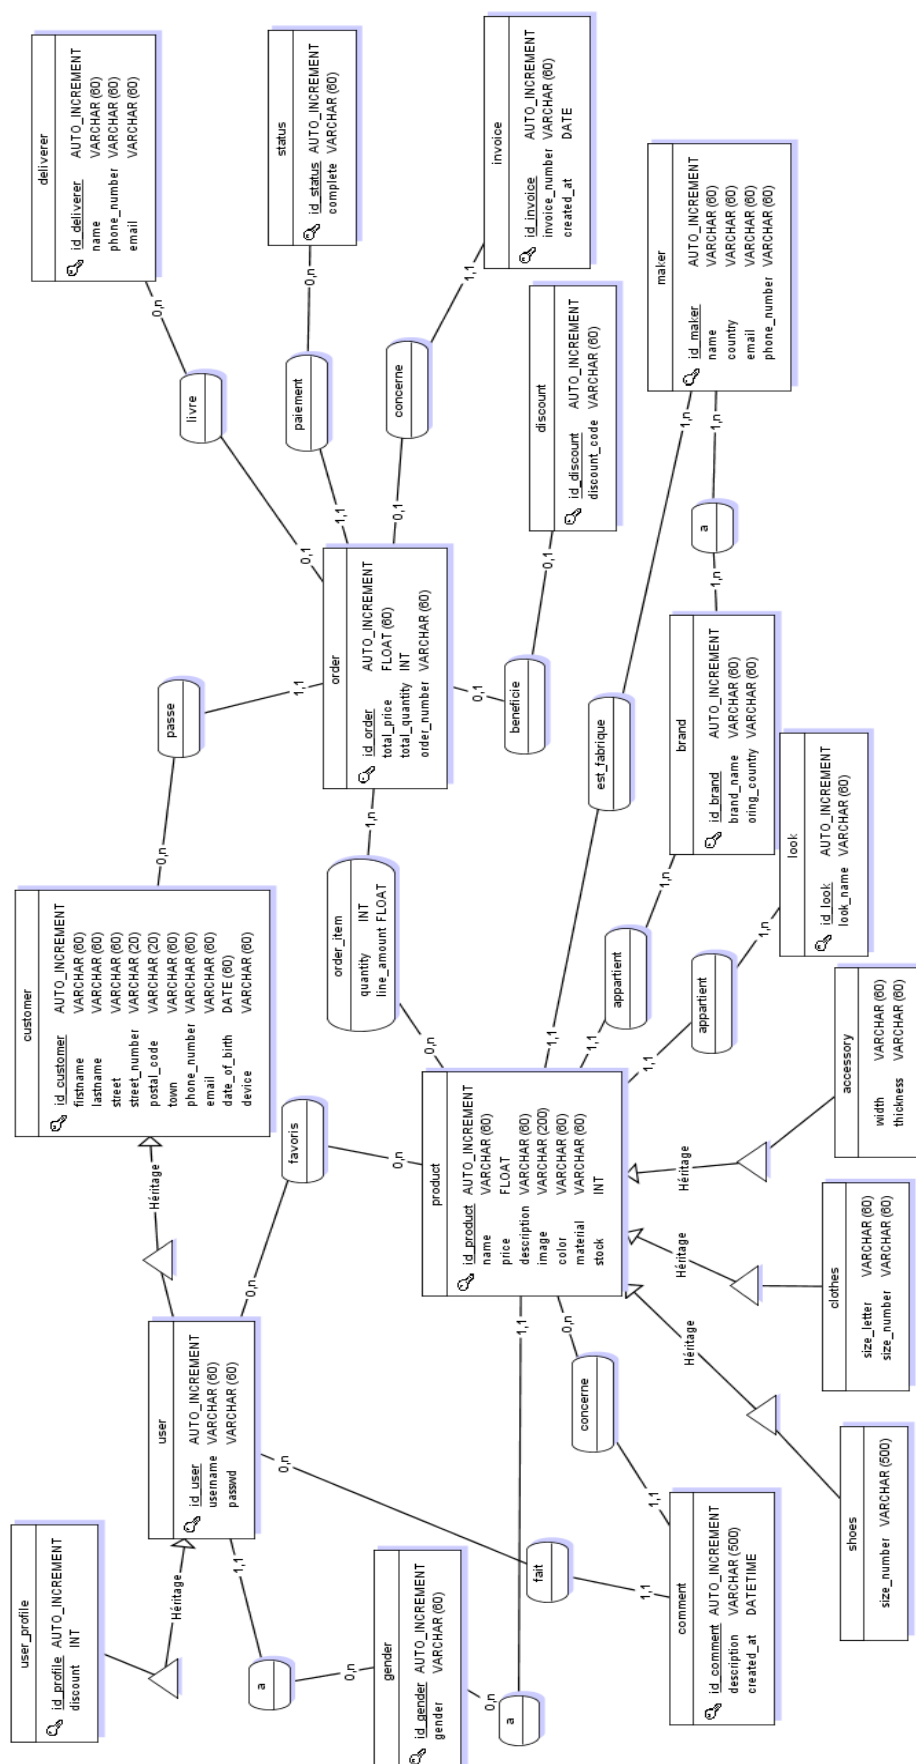 user_profile
id_profile AUTO_INCREMENT
discount INT
Héritage
user
id_user AUTO_INCREMENT
username VARCHAR (60)
passwd VARCHAR (60)
Héritage
customer
id_customer AUTO_INCREMENT
firstname VARCHAR (60)
lastname VARCHAR (60)
street VARCHAR (60)
street_number VARCHAR (20)
postal_code VARCHAR (20)
town VARCHAR (60)
phone_number VARCHAR (60)
email VARCHAR (60)
date_of_birth DATE (60)
device VARCHAR (60)
0,n
passe
1,1
deliverer
id_deliverer AUTO_INCREMENT
name VARCHAR (60)
phone_number VARCHAR (60)
email VARCHAR (60)
0,n
livre
0,1
status
id_status AUTO_INCREMENT
complete VARCHAR (60)
0,n
paiement
1,1
1,1
a
0,n
gender
id_gender AUTO_INCREMENT
gender VARCHAR (60)
0,n
a
1,1
0,n
fait
1,1
0,n
favoris
0,n
order
id_order AUTO_INCREMENT
total_price FLOAT (60)
total_quantity INT
order_number VARCHAR (60)
0,1
concerne
1,1
invoice
id_invoice AUTO_INCREMENT
invoice_number VARCHAR (60)
created_at DATE
1,n
order_item
quantity INT
line_amount FLOAT
0,n
0,1
beneficie
0,1
discount
id_discount AUTO_INCREMENT
discount_code VARCHAR (60)
product
id_product AUTO_INCREMENT
name VARCHAR (60)
price FLOAT
description VARCHAR (60)
image VARCHAR (200)
color VARCHAR (60)
material VARCHAR (60)
stock INT
1,1
est_fabrique
1,n
maker
id_maker AUTO_INCREMENT
name VARCHAR (60)
country VARCHAR (60)
email VARCHAR (60)
phone_number VARCHAR (60)
1,n
a
1,n
1,1
appartient
1,n
brand
id_brand AUTO_INCREMENT
brand_name VARCHAR (60)
oring_country VARCHAR (60)
1,1
appartient
1,n
look
id_look AUTO_INCREMENT
look_name VARCHAR (60)
0,n
concerne
1,1
comment
id_comment AUTO_INCREMENT
description VARCHAR (500)
created_at DATETIME
Héritage
Héritage
Héritage
shoes
size_number VARCHAR (500)
clothes
size_letter VARCHAR (60)
size_number VARCHAR (60)
accessory
width VARCHAR (60)
thickness VARCHAR (60)